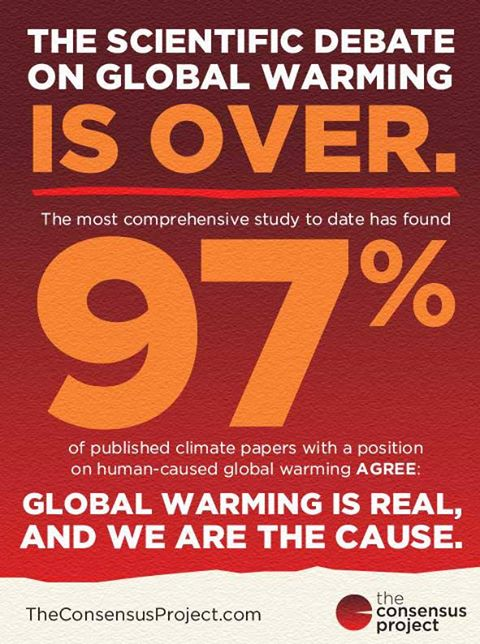 THE SCIENTIFIC DEBATE
ON GLOBAL WARMING
IS OVER.
The most comprehensive study to date has found
97%
of published climate papers with a position
on human-caused global warming AGREE:
GLOBAL WARMING IS REAL,
AND WE ARE THE CAUSE.
TheConsensusProject.com
the
consensus
project